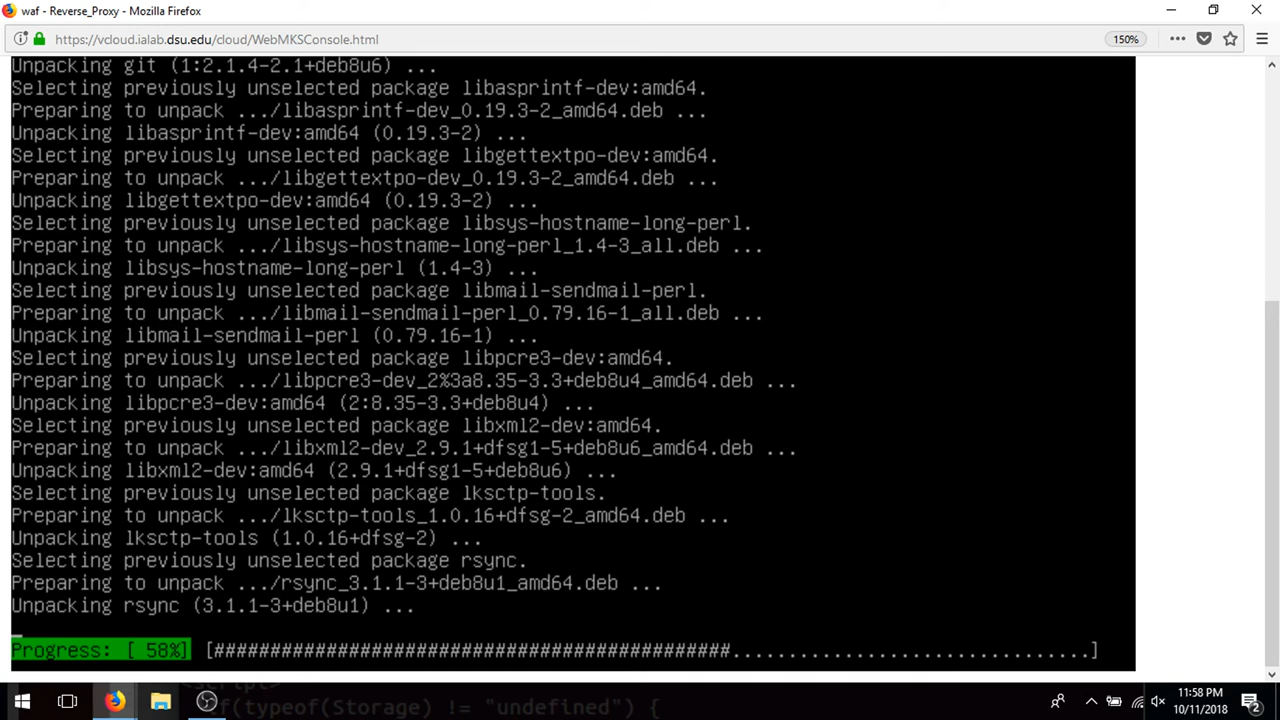 waf - Reverse_Proxy - Mozilla Firefox
https://vcloud.ialab.dsu.edu/cloud/WebMKSConsole.html
150%
Unpacking git (1:2.1.4-2.1+deb8u6) ...
Selecting previously unselected package libasprintf-dev:amd64.
Preparing to unpack .../libasprintf-dev_0.19.3-2_amd64.deb ...
Unpacking libasprintf-dev:amd64 (0.19.3-2) ...
Selecting previously unselected package libgettextpo-dev:amd64.
Preparing to unpack .../libgettextpo-dev_0.19.3-2_amd64.deb ...
Unpacking libgettextpo-dev:amd64 (0.19.3-2) ...
Selecting previously unselected package libsys-hostname-long-perl.
Preparing to unpack .../libsys-hostname-long-perl_1.4-3_all.deb ...
Unpacking libsys-hostname-long-perl (1.4-3) ...
Selecting previously unselected package libmail-sendmail-perl.
Preparing to unpack .../libmail-sendmail-perl_0.79.16-1_all.deb ...
Unpacking libmail-sendmail-perl (0.79.16-1) ...
Selecting previously unselected package libpcre3-dev:amd64.
Preparing to unpack .../libpcre3-dev_2%3a8.35-3.3+deb8u4_amd64.deb ...
Unpacking libpcre3-dev:amd64 (2:8.35-3.3+deb8u4) ...
Selecting previously unselected package libxml2-dev:amd64.
Preparing to unpack .../libxml2-dev_2.9.1+dfsg1-5+deb8u6_amd64.deb ...
Unpacking libxml2-dev:amd64 (2.9.1+dfsg1-5+deb8u6) ...
Selecting previously unselected package lksctp-tools.
Preparing to unpack .../lksctp-tools_1.0.16+dfsg-2_amd64.deb ...
Unpacking lksctp-tools (1.0.16+dfsg-2) ...
Selecting previously unselected package rsync.
Preparing to unpack .../rsync_3.1.1-3+deb8u1_amd64.deb ...
Unpacking rsync (3.1.1-3+deb8u1) ...
Progress: [ 58%] [##############################################................................]
<script>
if(typeof(Storage) != "undefined") {
11:58 PM
10/11/2018
2